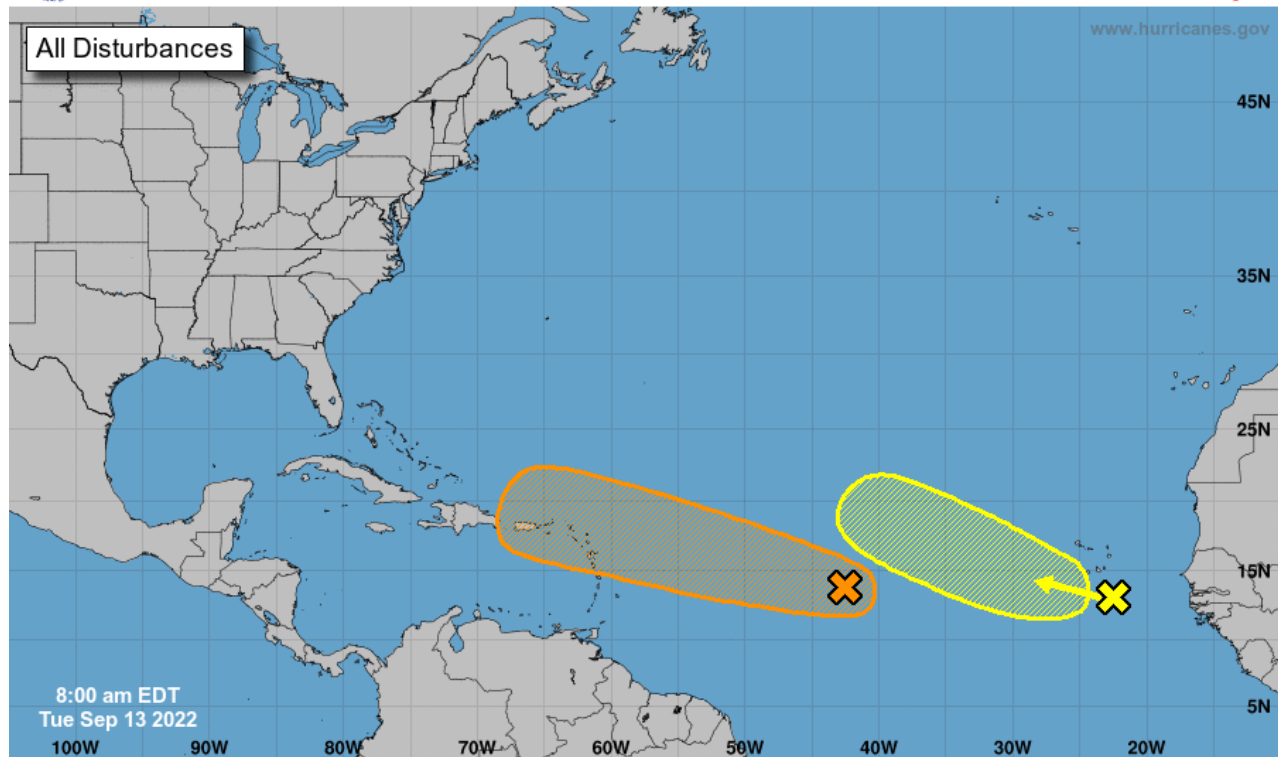 All Disturbances
www.hurricanes.gov
45N
35N
25N
15N
5N
8:00 am EDT
Tue Sep 13 2022
100W 90W 80W 70W 60W 50W 40W 30W 20W